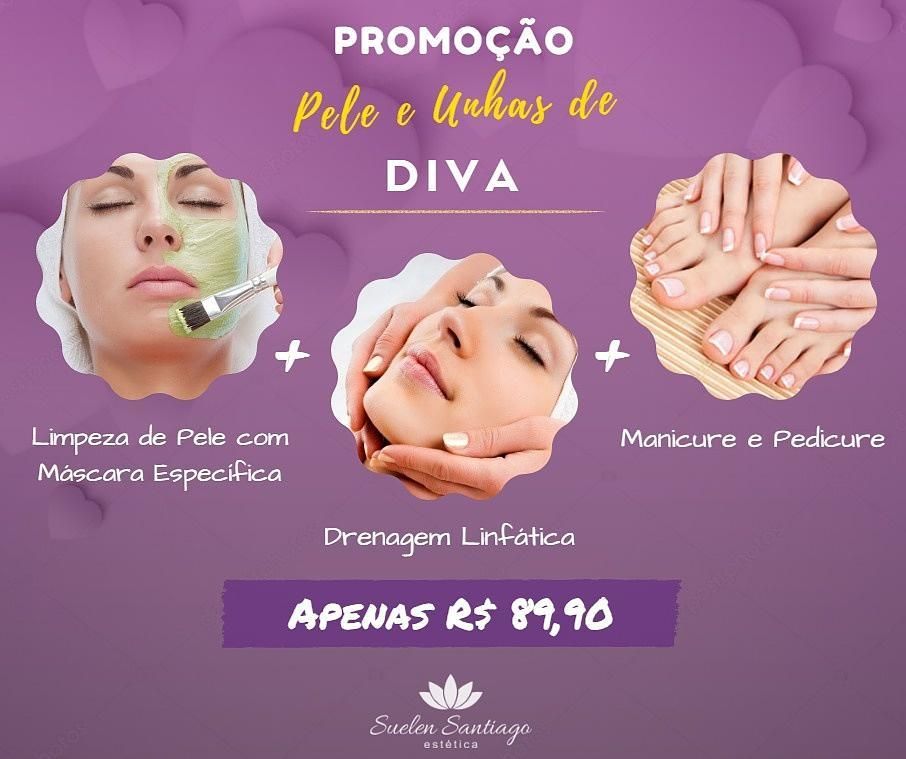 PROMOÇÃO
Pele e Unhas de
DIVA
+
+
Limpeza de Pele com
Máscara Específica
Manicure e Pedicure
Drenagem Linfática
APENAS R$ 89,90
Suelen Santiago
estética